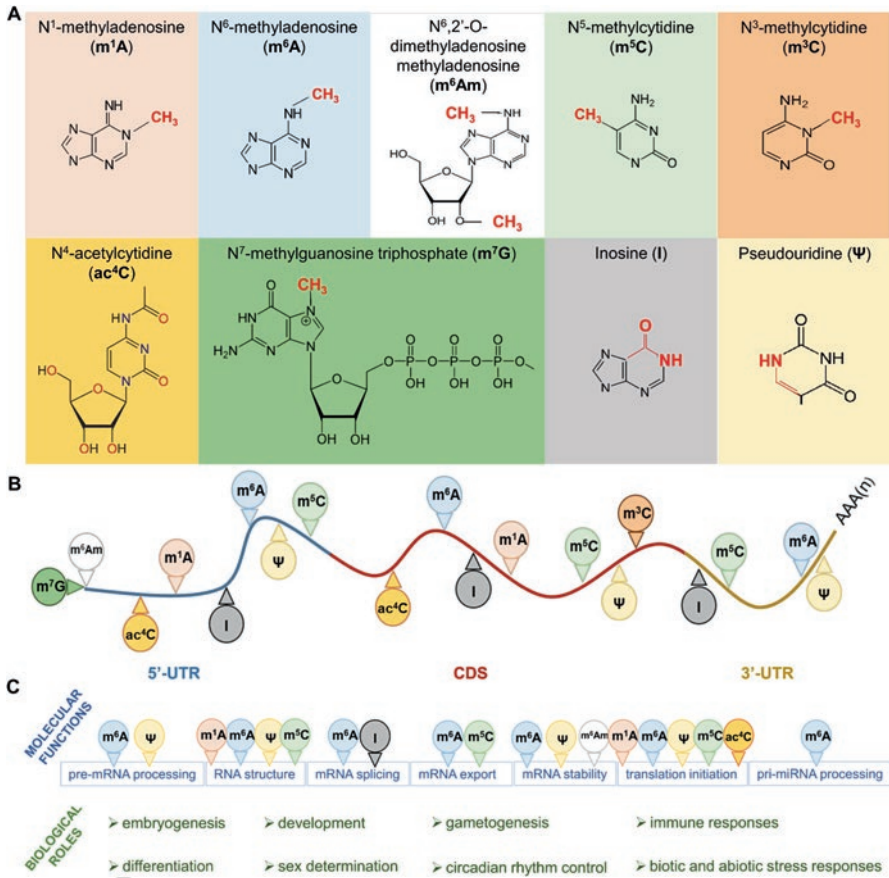 A
N¹-methyladenosine
(m¹A)
NH
N
CH₃
N
N
H
N
N⁶-methyladenosine
(m⁶A)
CH₃
NH
N
N
N
H
N
N⁶,2'-O-
dimethyladenosine
methyladenosine
(m⁶Am)
CH₃
NH
N
N
HO
N
N
O
OH
O
CH₃
N⁵-methylcytidine
(m⁵C)
NH₂
CH₃
N
N
H
O
N³-methylcytidine
(m³C)
NH₂
CH₃
N
N
H
O
N⁴-acetylcytidine
(ac⁴C)
HN
O
N
HO
N
O
O
OH
OH
N⁷-methylguanosine triphosphate (m⁷G)
O
CH₃
HN
N
⊕
H₂N
N
N
O
O
O
O
P
O
P
O
P
O
OH
OH
OH
O
OH
OH
Inosine (I)
O
N
NH
N
H
N
Pseudouridine (Ψ)
O
HN
NH
O
B
m⁶A
m⁵C
m⁶A
m³C
AAA(n)
m⁶Am
m¹A
m¹A
m⁵C
m⁵C
m⁶A
m⁷G
Ψ
ac⁴C
I
ac⁴C
I
Ψ
I
Ψ
5'-UTR
CDS
3'-UTR
C
MOLECULAR
FUNCTIONS
m⁶A
Ψ
m¹A
m⁶A
Ψ
m⁵C
m⁶A
I
m⁶A
m⁵C
m⁶A
Ψ
m⁶Am
m¹A
m⁶A
Ψ
m⁵C
ac⁴C
m⁶A
pre-mRNA processing
RNA structure
mRNA splicing
mRNA export
mRNA stability
translation initiation
pri-miRNA processing
BIOLOGICAL
ROLES
➢ embryogenesis
➢ development
➢ gametogenesis
➢ immune responses
➢ differentiation
➢ sex determination
➢ circadian rhythm control
➢ biotic and abiotic stress responses